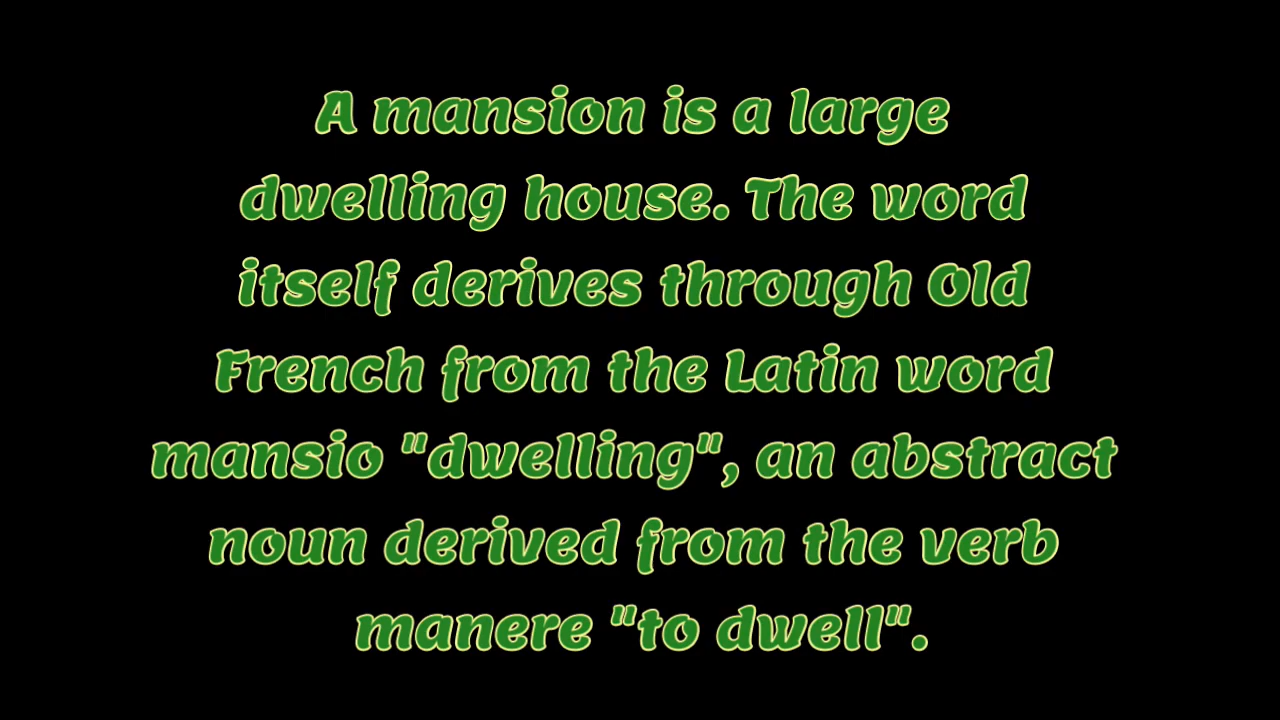 A mansion is a large
dwelling house. The word
itself derives through Old
French from the Latin word
mansio "dwelling", an abstract
noun derived from the verb
manere "to dwell".